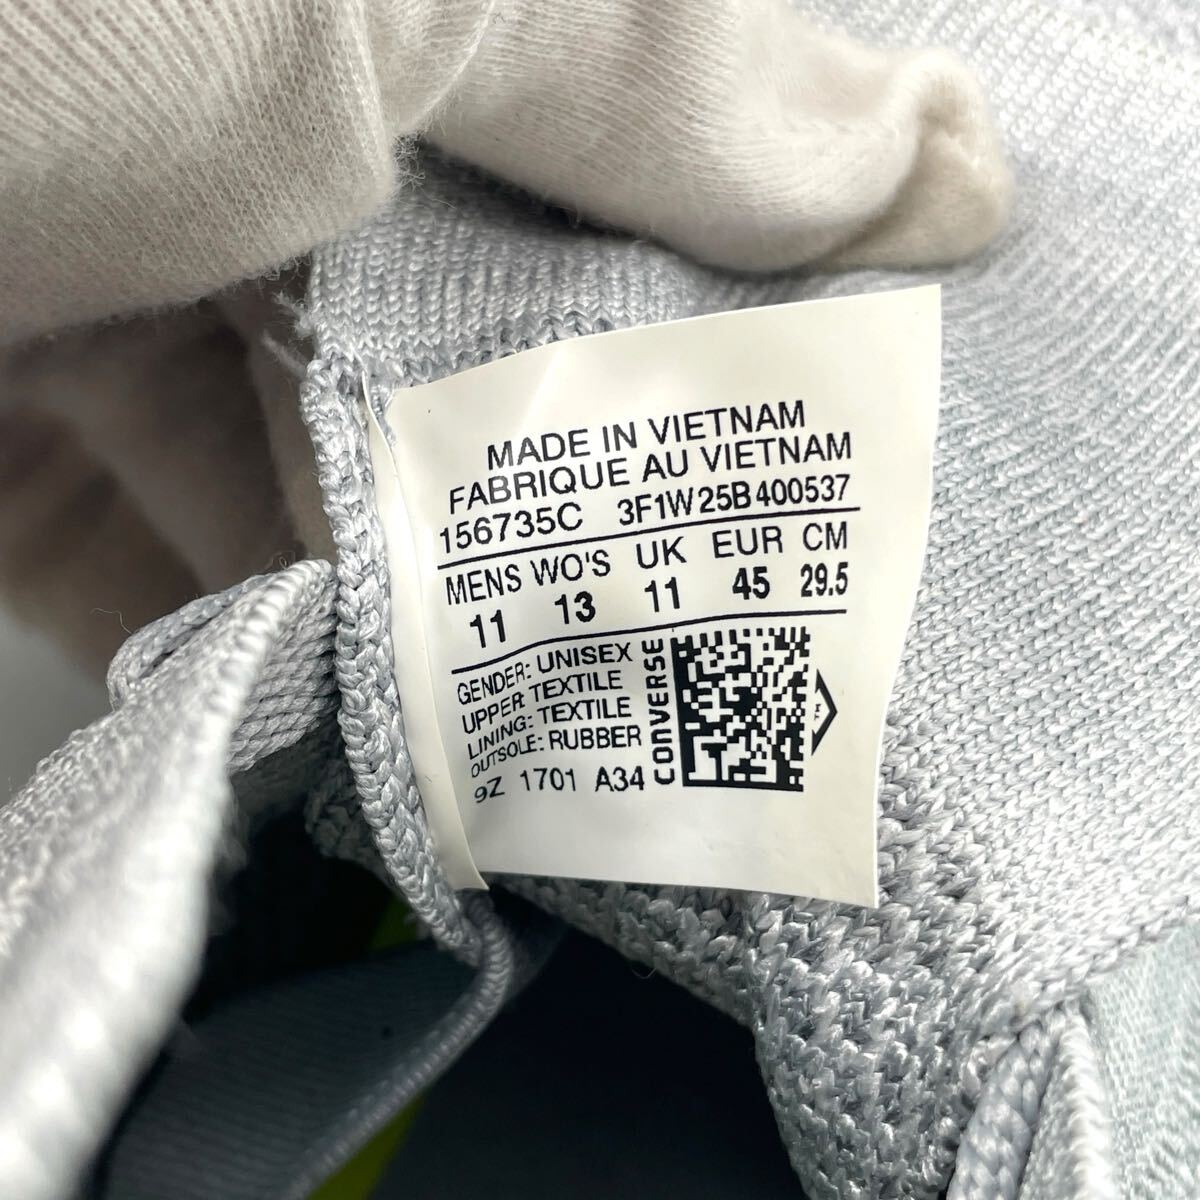 MADE IN VIETNAM
FABRIQUE AU VIETNAM
156735C 3F1W25B400537
MENS WO'S UK EUR CM
11 13 11 45 29.5
GENDER: UNISEX
UPPER: TEXTILE
LINING: TEXTILE
OUTSOLE: RUBBER
9Z 1701 A34
CONVERSE